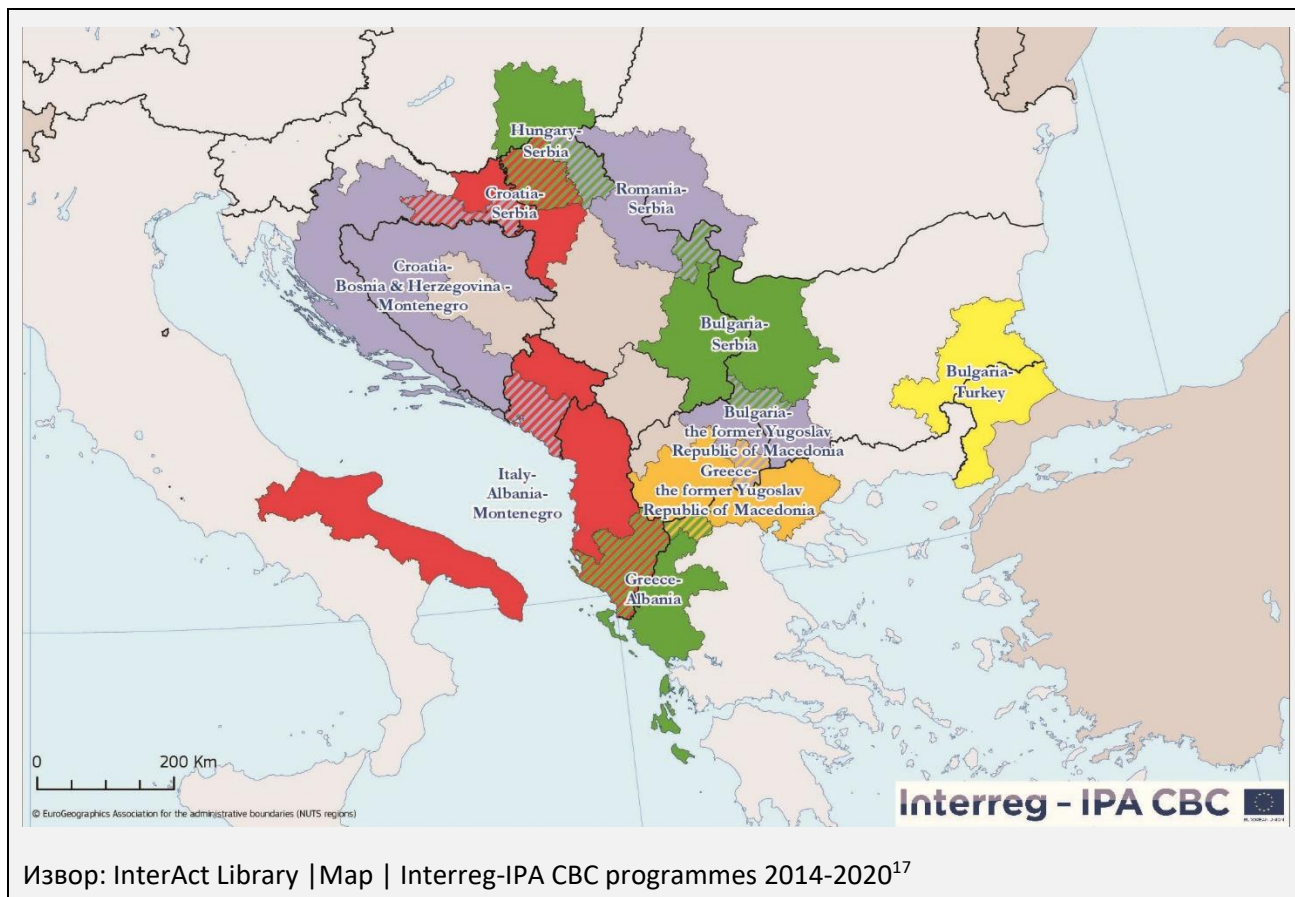 Hungary-
Serbia
Croatia-
Serbia
Romania-
Serbia
Croatia-
Bosnia & Herzegovina -
Montenegro
Bulgaria-
Serbia
Bulgaria-
Turkey
Bulgaria-
the former Yugoslav
Republic of Macedonia
Greece-
the former Yugoslav
Republic of Macedonia
Italy-
Albania-
Montenegro
Greece-
Albania
0 200 Km
© EuroGeographics Association for the administrative boundaries (NUTS regions)
Interreg - IPA CBC
EUROPEAN UNION
Извор: InterAct Library |Map | Interreg-IPA CBC programmes 2014-2020¹⁷